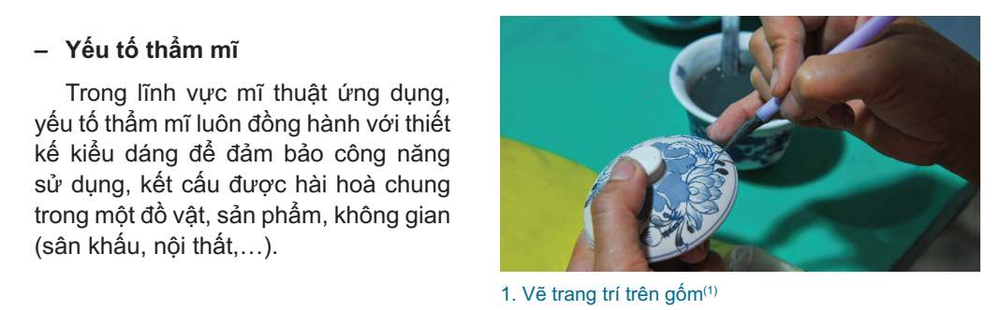 – Yếu tố thẩm mĩ
Trong lĩnh vực mĩ thuật ứng dụng,
yếu tố thẩm mĩ luôn đồng hành với thiết
kế kiểu dáng để đảm bảo công năng
sử dụng, kết cấu được hài hoà chung
trong một đồ vật, sản phẩm, không gian
(sân khấu, nội thất,…).
1. Vẽ trang trí trên gốm(1)